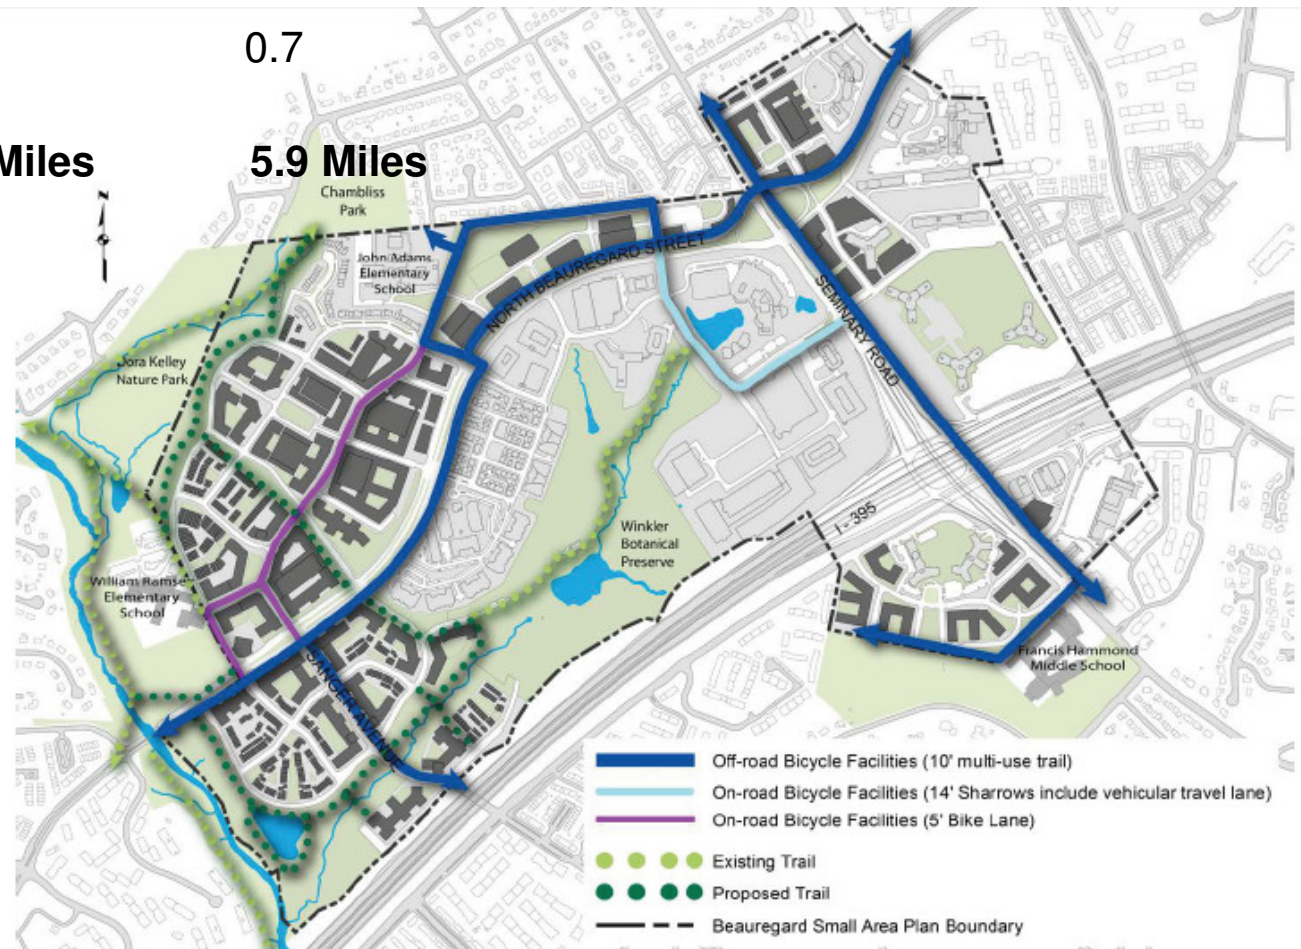 0.7
Miles
5.9 Miles
Chambliss
Park
N
John Adams
Elementary
School
NORTH BEAUREGARD STREET
SEMINARY ROAD
Jora Kelley
Nature Park
I - 395
Winkler
Botanical
Preserve
William Ramse
Elementary
School
SANGER AVENUE
Francis Hammond
Middle School
Off-road Bicycle Facilities (10' multi-use trail)
On-road Bicycle Facilities (14' Sharrows include vehicular travel lane)
On-road Bicycle Facilities (5' Bike Lane)
Existing Trail
Proposed Trail
Beauregard Small Area Plan Boundary